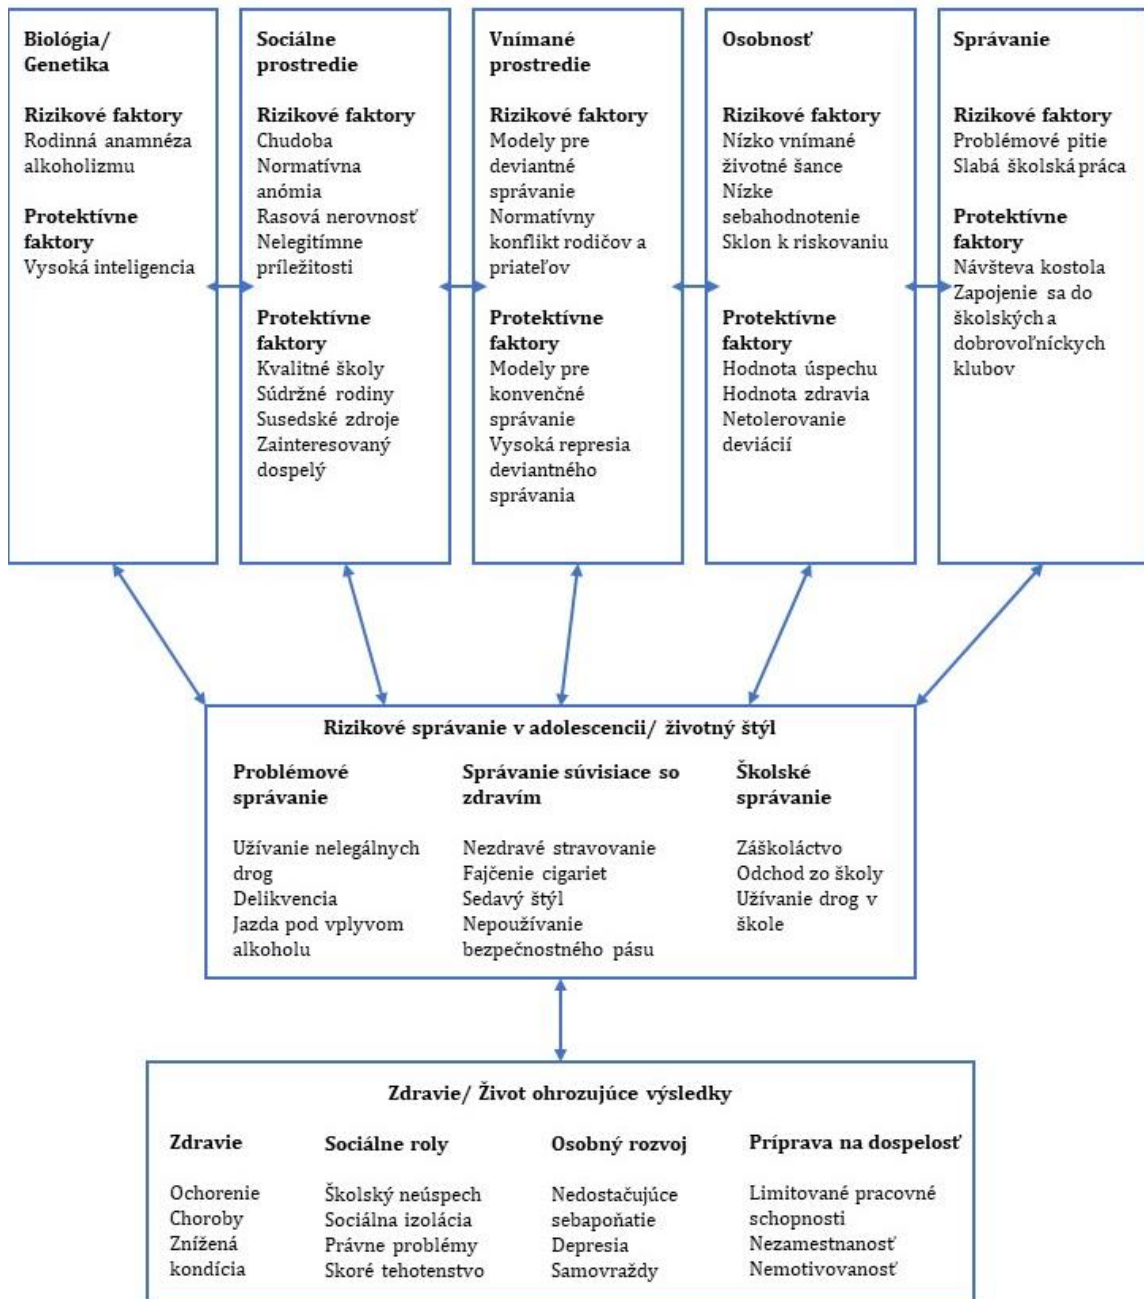 Biológia/
Genetika
Rizikové faktory
Rodinná anamnéza
alkoholizmu
Protektívne
faktory
Vysoká inteligencia
Sociálne
prostredie
Rizikové faktory
Chudoba
Normatívna
anómia
Rasová nerovnosť
Nelegitímne
príležitosti
Protektívne
faktory
Kvalitné školy
Súdržné rodiny
Susedské zdroje
Zainteresovaný
dospelý
Vnímané
prostredie
Rizikové faktory
Modely pre
deviantné
správanie
Normatívny
konflikt rodičov a
priateľov
Protektívne
faktory
Modely pre
konvenčné
správanie
Vysoká represia
deviantného
správania
Osobnosť
Rizikové faktory
Nízko vnímané
životné šance
Nízke
sebahodnotenie
Sklon k riskovaniu
Protektívne
faktory
Hodnota úspechu
Hodnota zdravia
Netolerovanie
deviácií
Správanie
Rizikové faktory
Problémové pitie
Slabá školská práca
Protektívne
faktory
Návšteva kostola
Zapojenie sa do
školských a
dobrovoľníckych
klubov
Rizikové správanie v adolescencii/ životný štýl
Problémové
správanie
Užívanie nelegálnych
drog
Delikvencia
Jazda pod vplyvom
alkoholu
Správanie súvisiace so
zdravím
Nezdravé stravovanie
Fajčenie cigariet
Sedavý štýl
Nepoužívanie
bezpečnostného pásu
Školské
správanie
Záškoláctvo
Odchod zo školy
Užívanie drog v
škole
Zdravie/ Život ohrozujúce výsledky
Zdravie
Ochorenie
Choroby
Znížená
kondícia
Sociálne roly
Školský neúspech
Sociálna izolácia
Právne problémy
Skoré tehotenstvo
Osobný rozvoj
Nedostačujúce
sebapoňatie
Depresia
Samovraždy
Príprava na dospelosť
Limitované pracovné
schopnosti
Nezamestnanosť
Nemotivovanosť